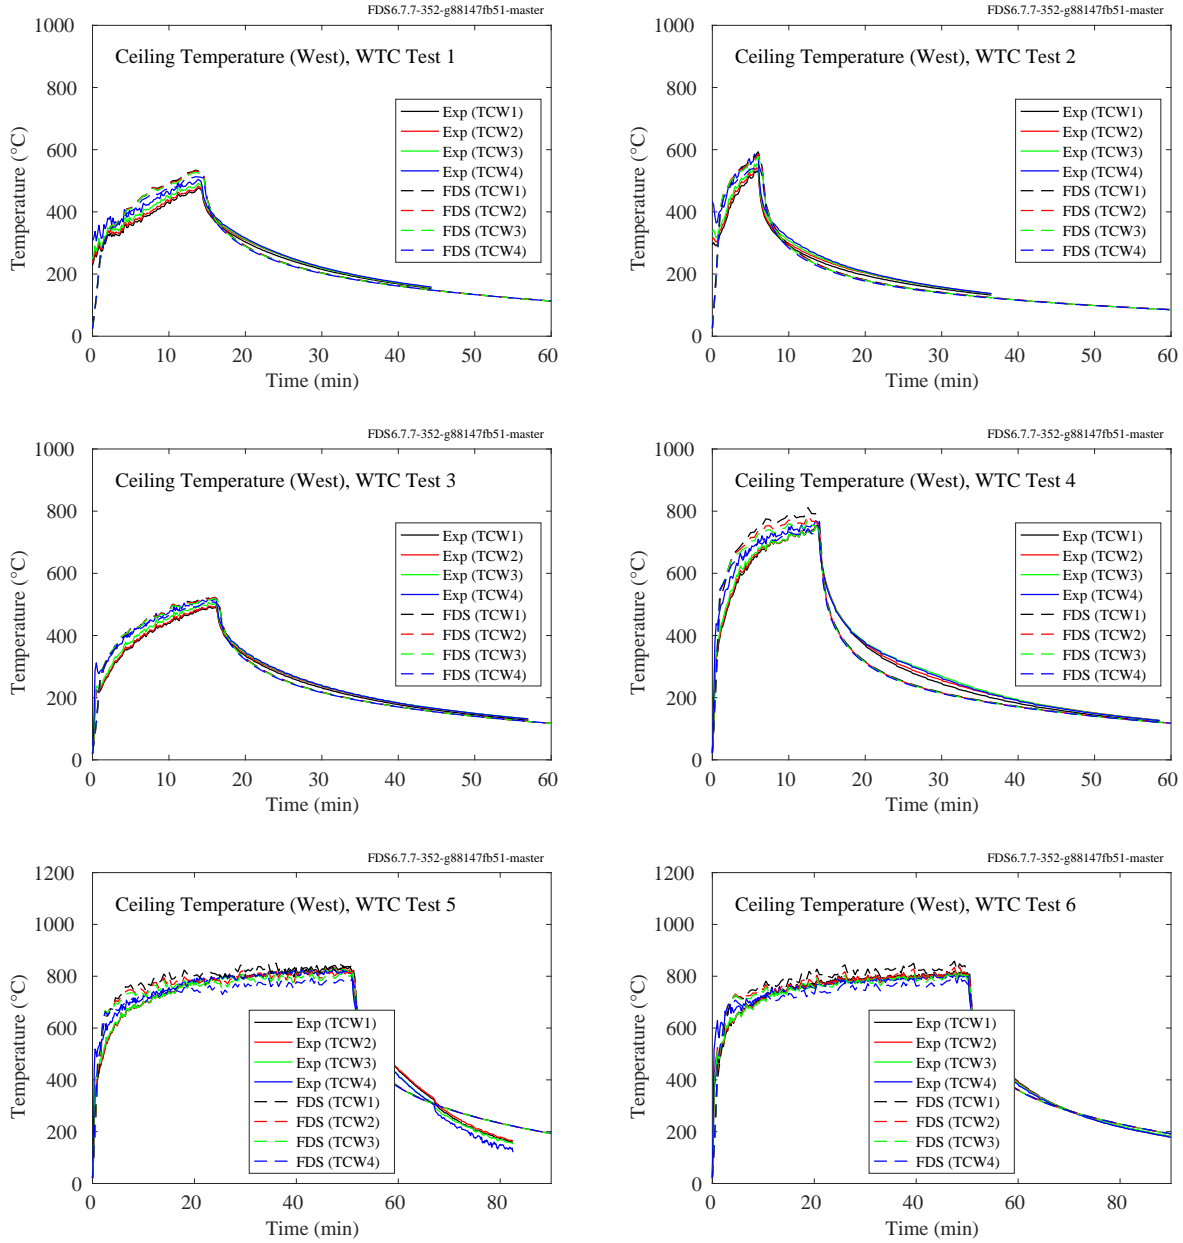 FDS6.7.7-352-g88147fb51-master
Ceiling Temperature (West), WTC Test 1
Temperature (°C)
1000
800
600
400
200
0
Exp (TCW1)
Exp (TCW2)
Exp (TCW3)
Exp (TCW4)
FDS (TCW1)
FDS (TCW2)
FDS (TCW3)
FDS (TCW4)
0 10 20 30 40 50 60
Time (min)
FDS6.7.7-352-g88147fb51-master
Ceiling Temperature (West), WTC Test 2
Temperature (°C)
1000
800
600
400
200
0
Exp (TCW1)
Exp (TCW2)
Exp (TCW3)
Exp (TCW4)
FDS (TCW1)
FDS (TCW2)
FDS (TCW3)
FDS (TCW4)
0 10 20 30 40 50 60
Time (min)
FDS6.7.7-352-g88147fb51-master
Ceiling Temperature (West), WTC Test 3
Temperature (°C)
1000
800
600
400
200
0
Exp (TCW1)
Exp (TCW2)
Exp (TCW3)
Exp (TCW4)
FDS (TCW1)
FDS (TCW2)
FDS (TCW3)
FDS (TCW4)
0 10 20 30 40 50 60
Time (min)
FDS6.7.7-352-g88147fb51-master
Ceiling Temperature (West), WTC Test 4
Temperature (°C)
1000
800
600
400
200
0
Exp (TCW1)
Exp (TCW2)
Exp (TCW3)
Exp (TCW4)
FDS (TCW1)
FDS (TCW2)
FDS (TCW3)
FDS (TCW4)
0 10 20 30 40 50 60
Time (min)
FDS6.7.7-352-g88147fb51-master
Ceiling Temperature (West), WTC Test 5
Temperature (°C)
1200
1000
800
600
400
200
0
Exp (TCW1)
Exp (TCW2)
Exp (TCW3)
Exp (TCW4)
FDS (TCW1)
FDS (TCW2)
FDS (TCW3)
FDS (TCW4)
0 20 40 60 80
Time (min)
FDS6.7.7-352-g88147fb51-master
Ceiling Temperature (West), WTC Test 6
Temperature (°C)
1200
1000
800
600
400
200
0
Exp (TCW1)
Exp (TCW2)
Exp (TCW3)
Exp (TCW4)
FDS (TCW1)
FDS (TCW2)
FDS (TCW3)
FDS (TCW4)
0 20 40 60 80
Time (min)